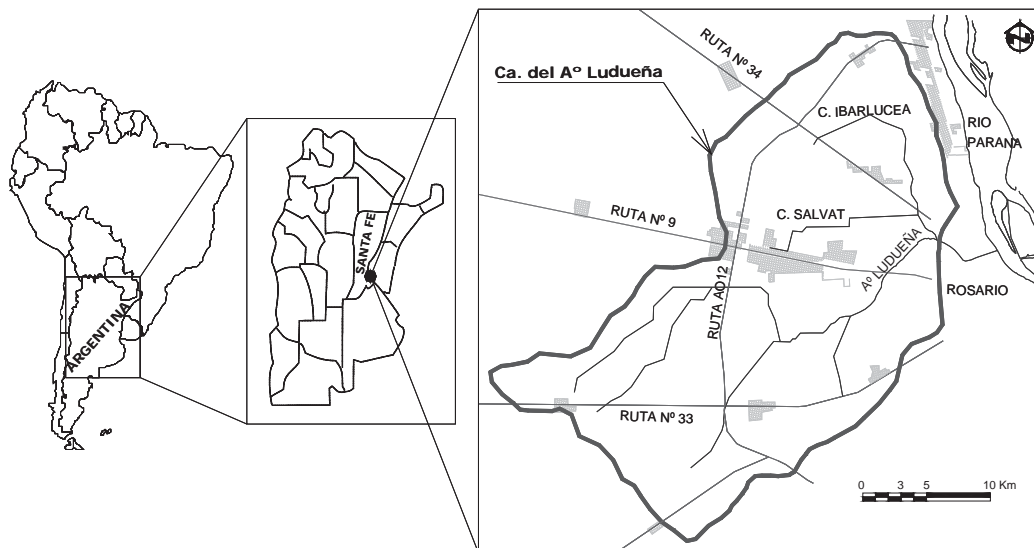 ARGENTINA
SANTA FE
Ca. del Aº Ludueña
RUTA Nº 34
C. IBARLUCEA
RIO
PARANA
RUTA Nº 9
C. SALVAT
Aº LUDUEÑA
RUTA AO12
ROSARIO
RUTA Nº 33
0 3 5 10 Km
N